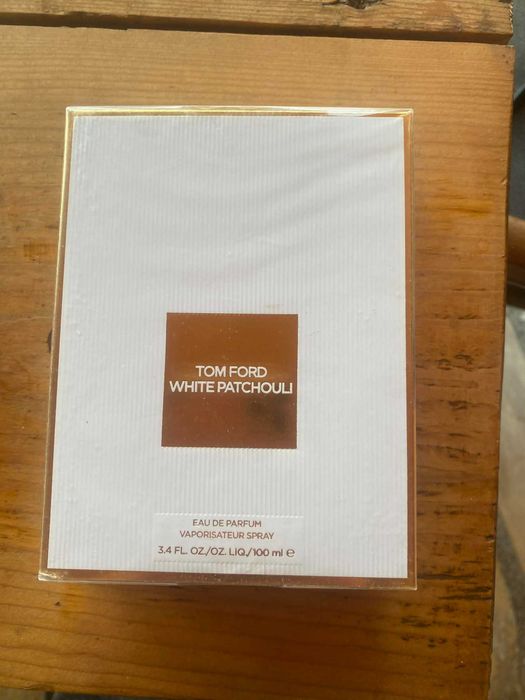 TOM FORD
WHITE PATCHOULI
EAU DE PARFUM
VAPORISATEUR SPRAY
3.4 FL. OZ./OZ. LIQ./100 ml ℮